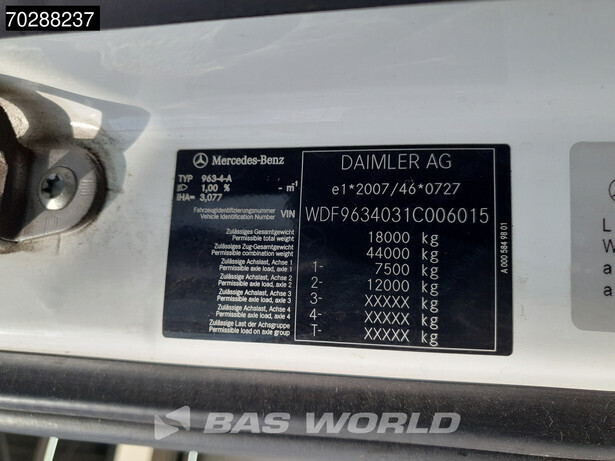 70288237
Mercedes-Benz
TYP 963-4-A
1,00 % - m-1
IHA= 3,077
Fahrzeugidentifizierungsnummer
Vehicle Identification Number VIN
DAIMLER AG
e1*2007/46*0727
WDF9634031C006015
Zulässiges Gesamtgewicht
Permissible total weight 18000 kg
Zulässiges Zug-Gesamtgewicht
Permissible combination weight 44000 kg
Zulässige Achslast, Achse 1
Permissible axle load, axle 1 1- 7500 kg
Zulässige Achslast, Achse 2
Permissible axle load, axle 2 2- 12000 kg
Zulässige Achslast, Achse 3
Permissible axle load, axle 3 3- XXXXX kg
Zulässige Achslast, Achse 4
Permissible axle load, axle 4 4- XXXXX kg
Zulässige Last der Achsgruppe
Permissible load on axle group T- XXXXX kg
A 000 584 98 01
L
W
a
a
BAS WORLD